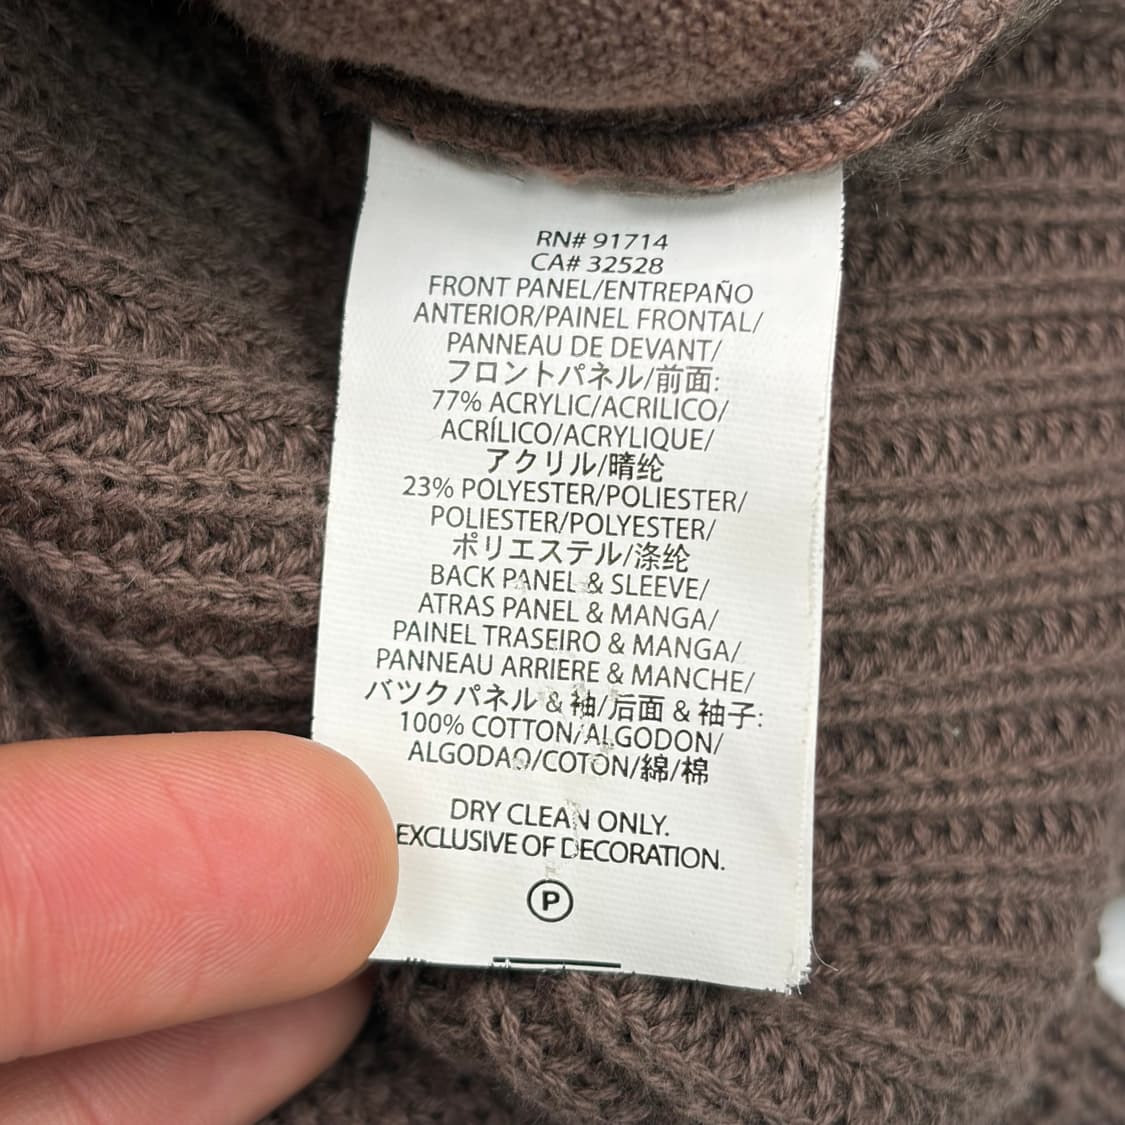 RN# 91714
CA# 32528
FRONT PANEL/ENTREPAÑO
ANTERIOR/PAINEL FRONTAL/
PANNEAU DE DEVANT/
フロントパネル/前面:
77% ACRYLIC/ACRILICO/
ACRÍLICO/ACRYLIQUE/
アクリル/晴纶
23% POLYESTER/POLIESTER/
POLIESTER/POLYESTER/
ポリエステル/涤纶
BACK PANEL & SLEEVE/
ATRAS PANEL & MANGA/
PAINEL TRASEIRO & MANGA/
PANNEAU ARRIERE & MANCHE/
バツクパネル & 袖/后面 & 袖子:
100% COTTON/ALGODON/
ALGODAO/COTON/綿/棉
DRY CLEAN ONLY.
EXCLUSIVE OF DECORATION.
P